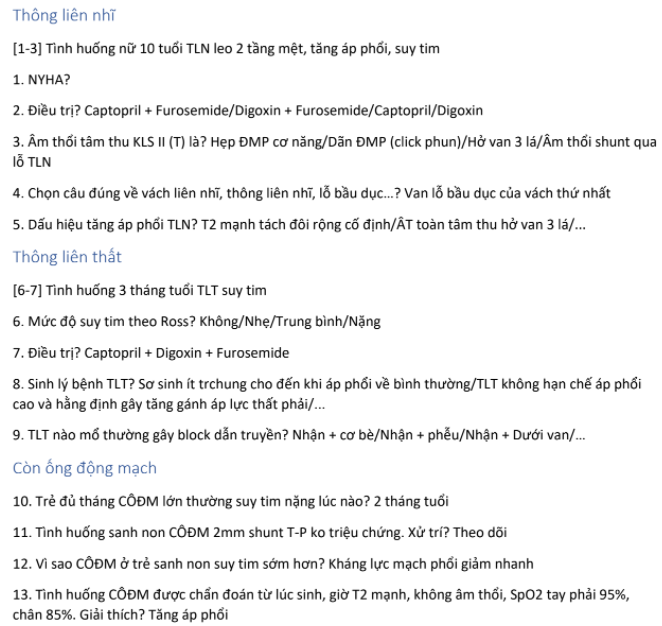 Thông liên nhĩ
[1-3] Tình huống nữ 10 tuổi TLN leo 2 tầng mệt, tăng áp phổi, suy tim
1. NYHA?
2. Điều trị? Captopril + Furosemide/Digoxin + Furosemide/Captopril/Digoxin
3. Âm thổi tâm thu KLS II (T) là? Hẹp ĐMP cơ năng/Dãn ĐMP (click phun)/Hở van 3 lá/Âm thổi shunt qua
lỗ TLN
4. Chọn câu đúng về vách liên nhĩ, thông liên nhĩ, lỗ bầu dục...? Van lỗ bầu dục của vách thứ nhất
5. Dấu hiệu tăng áp phổi TLN? T2 mạnh tách đôi rộng cố định/ÂT toàn tâm thu hở van 3 lá/...
Thông liên thất
[6-7] Tình huống 3 tháng tuổi TLT suy tim
6. Mức độ suy tim theo Ross? Không/Nhẹ/Trung bình/Nặng
7. Điều trị? Captopril + Digoxin + Furosemide
8. Sinh lý bệnh TLT? Sơ sinh ít trchung cho đến khi áp phổi về bình thường/TLT không hạn chế áp phổi
cao và hằng định gây tăng gánh áp lực thất phải/...
9. TLT nào mổ thường gây block dẫn truyền? Nhận + cơ bè/Nhận + phễu/Nhận + Dưới van/...
Còn ống động mạch
10. Trẻ đủ tháng CÔĐM lớn thường suy tim nặng lúc nào? 2 tháng tuổi
11. Tình huống sanh non CÔĐM 2mm shunt T-P ko triệu chứng. Xử trí? Theo dõi
12. Vì sao CÔĐM ở trẻ sanh non suy tim sớm hơn? Kháng lực mạch phổi giảm nhanh
13. Tình huống CÔĐM được chẩn đoán từ lúc sinh, giờ T2 mạnh, không âm thổi, SpO2 tay phải 95%,
chân 85%. Giải thích? Tăng áp phổi